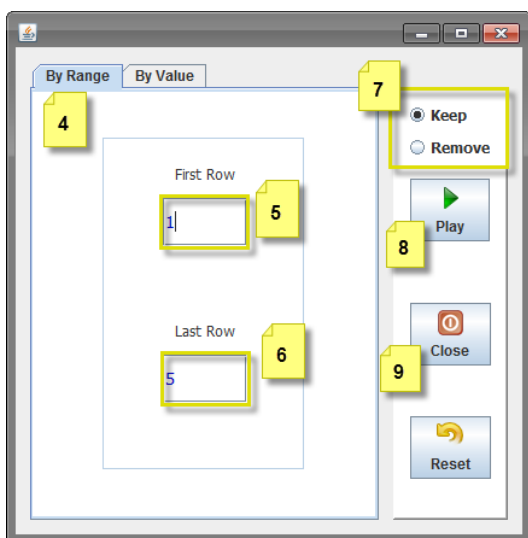 By Range By Value
4
7
Keep
Remove
First Row
1
5
Play
8
Last Row
5
6
Close
9
Reset